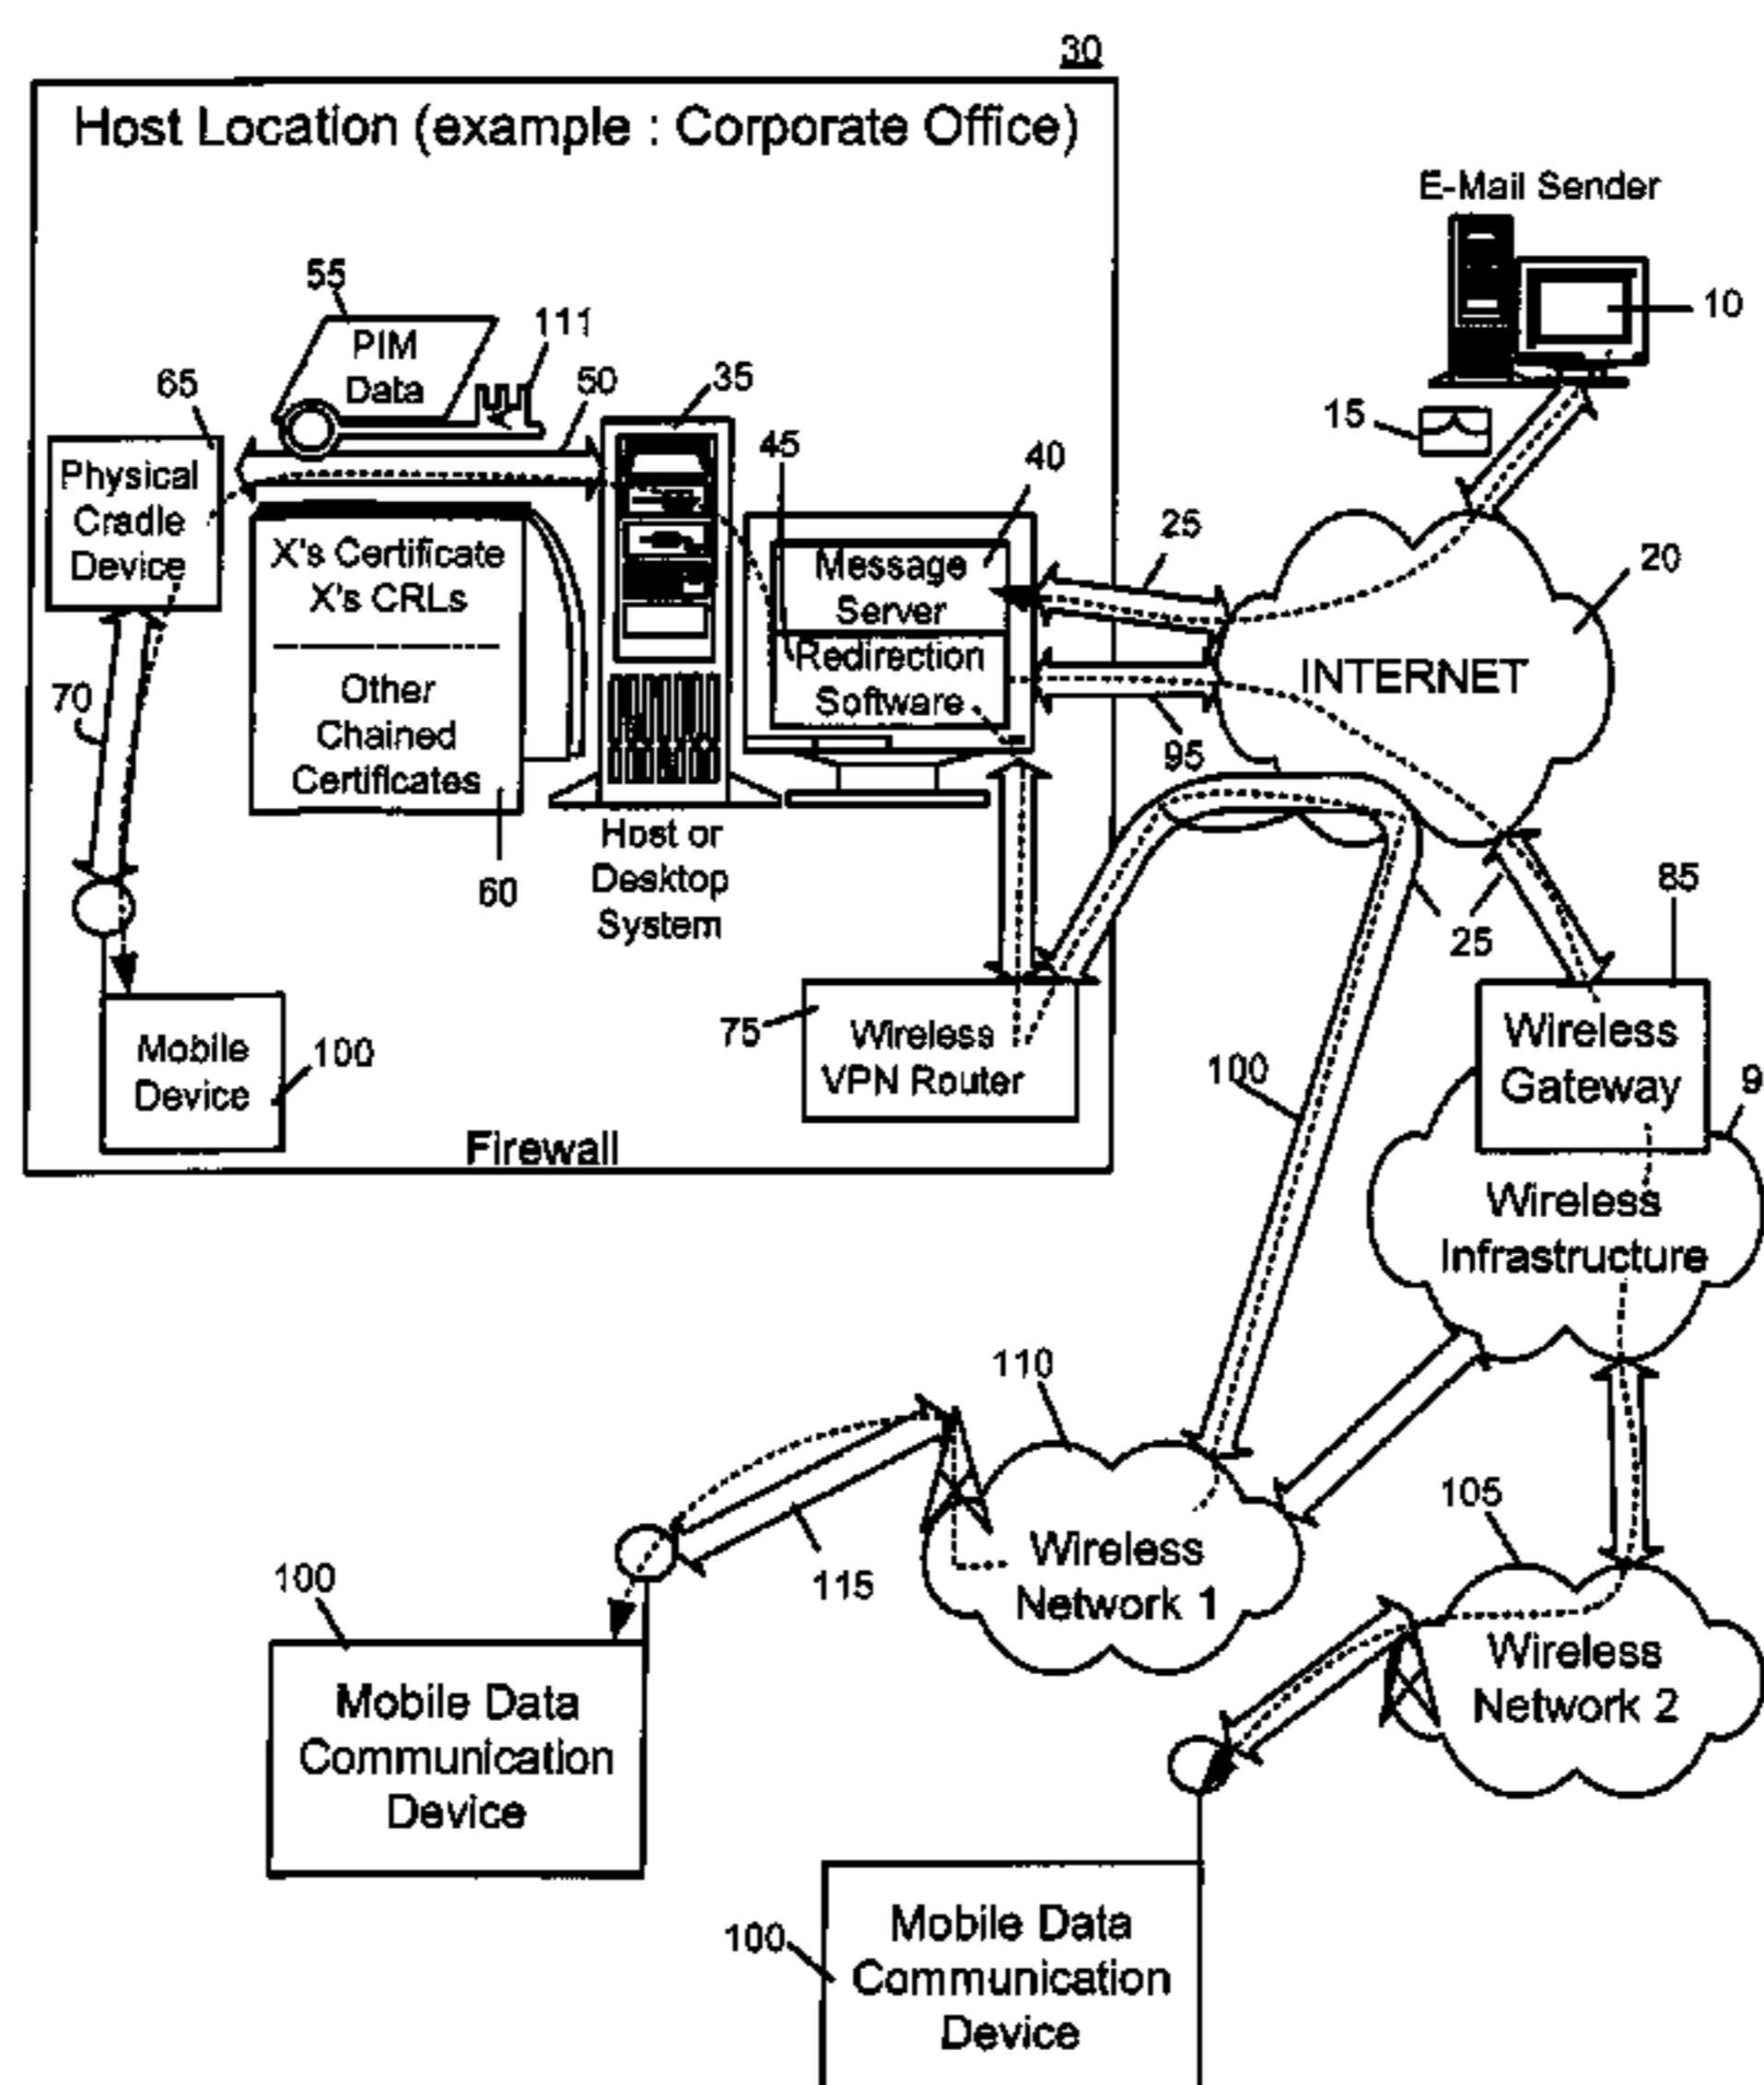 30
Host Location (example : Corporate Office)
E-Mail Sender
10
15
55
PIM
Data
111
65
50
35
45
40
Physical
Cradle
Device
X's Certificate
X's CRLs
Other
Chained
Certificates
60
Message
Server
Redirection
Software
25
20
INTERNET
95
70
Host or
Desktop
System
25
85
Mobile
Device
100
75
Wireless
VPN Router
100
Wireless
Gateway
9
Firewall
Wireless
Infrastructure
110
105
115
Wireless
Network 1
100
Mobile Data
Communication
Device
Wireless
Network 2
100
Mobile Data
Communication
Device